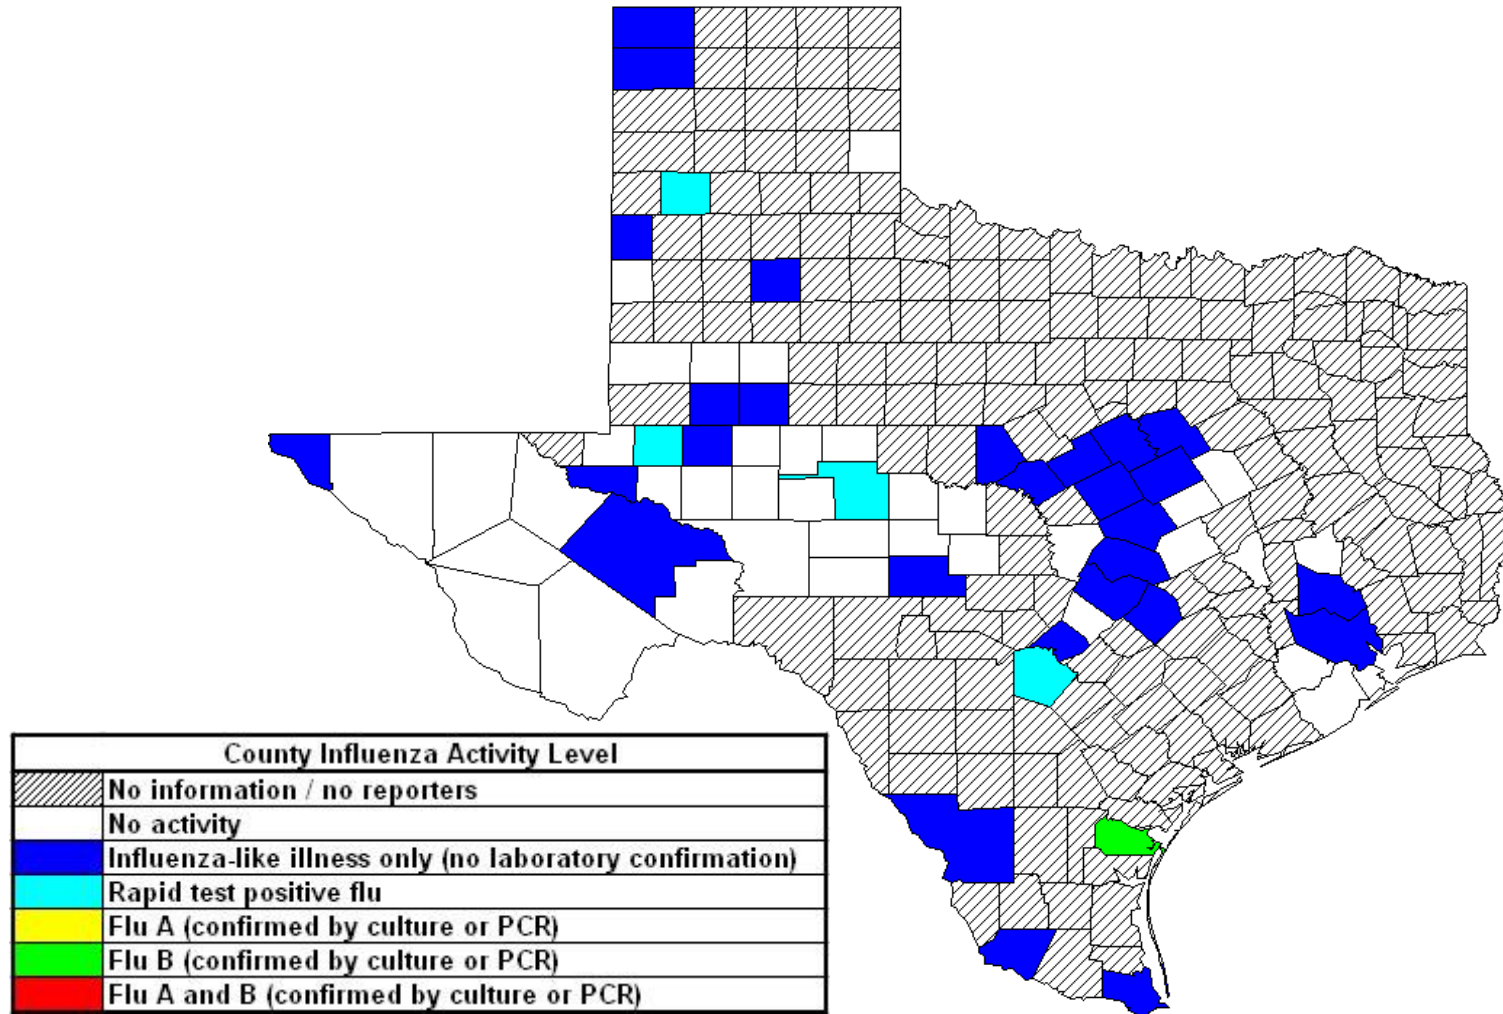 County Influenza Activity Level
No information / no reporters
No activity
Influenza-like illness only (no laboratory confirmation)
Rapid test positive flu
Flu A (confirmed by culture or PCR)
Flu B (confirmed by culture or PCR)
Flu A and B (confirmed by culture or PCR)